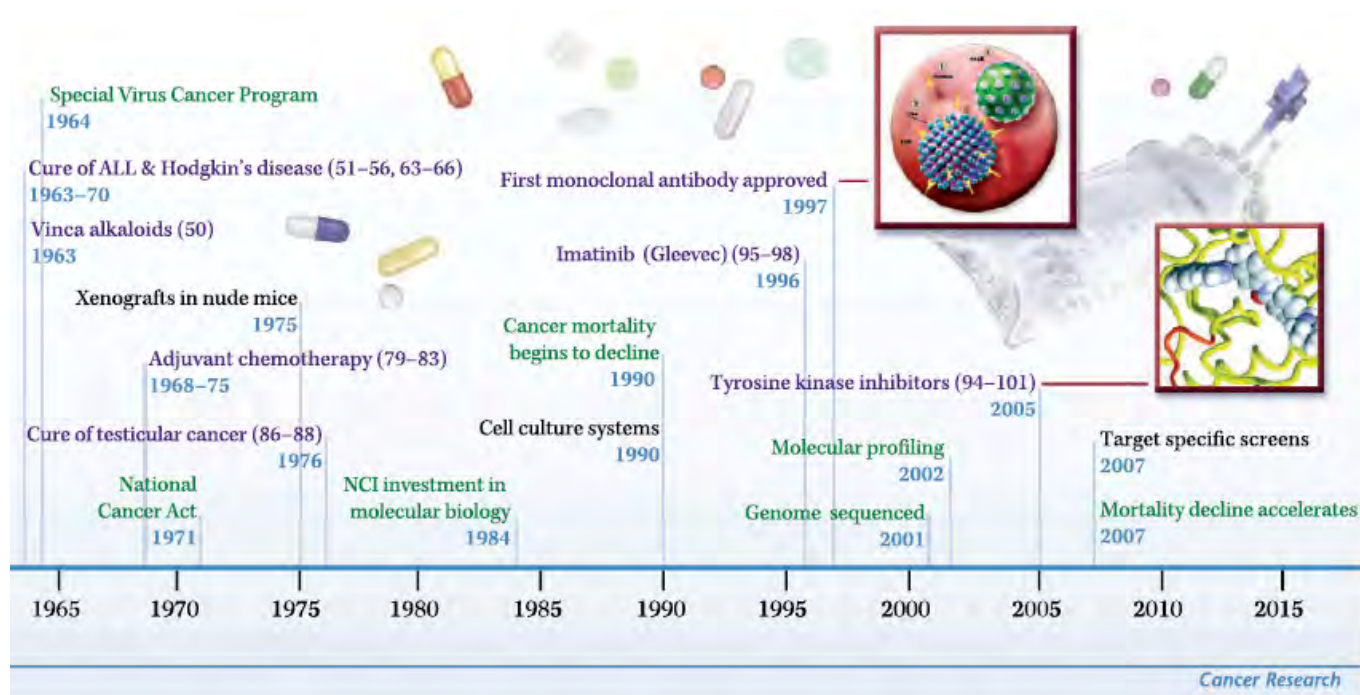 Special Virus Cancer Program
1964
Cure of ALL & Hodgkin's disease (51–56, 63–66)
1963–70
Vinca alkaloids (50)
1963
Xenografts in nude mice
1975
Adjuvant chemotherapy (79–83)
1968–75
Cure of testicular cancer (86–88)
1976
National
Cancer Act
1971
NCI investment in
molecular biology
1984
First monoclonal antibody approved
1997
Imatinib (Gleevec) (95–98)
1996
Cancer mortality
begins to decline
1990
Cell culture systems
1990
Tyrosine kinase inhibitors (94–101)
2005
Molecular profiling
2002
Genome sequenced
2001
Target specific screens
2007
Mortality decline accelerates
2007
1965 1970 1975 1980 1985 1990 1995 2000 2005 2010 2015
Cancer Research